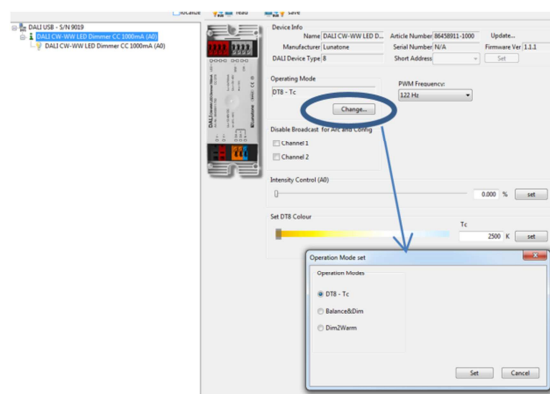 read save
DALI USB - S/N 9019
DALI CW-WW LED Dimmer CC 1000mA (A0)
DALI CW-WW LED Dimmer CC 1000mA (A0)
Device Info
Name DALI CW-WW LED D... Article Number 86458911-1000 Update...
Manufacturer Lunatone Serial Number N/A Firmware Ver 1.1.1
DALI Device Type 8 Short Address Set
Operating Mode
DT8 - Tc
Change...
PWM Frequency:
122 Hz
Disable Broadcast for Arc and Config
Channel 1
Channel 2
Intensity Control (A0)
0.000 % set
Set DT8 Colour
Tc
2500 K set
Operation Mode set
Operation Modes
DT8 - Tc
Balance&Dim
Dim2Warm
Set Cancel